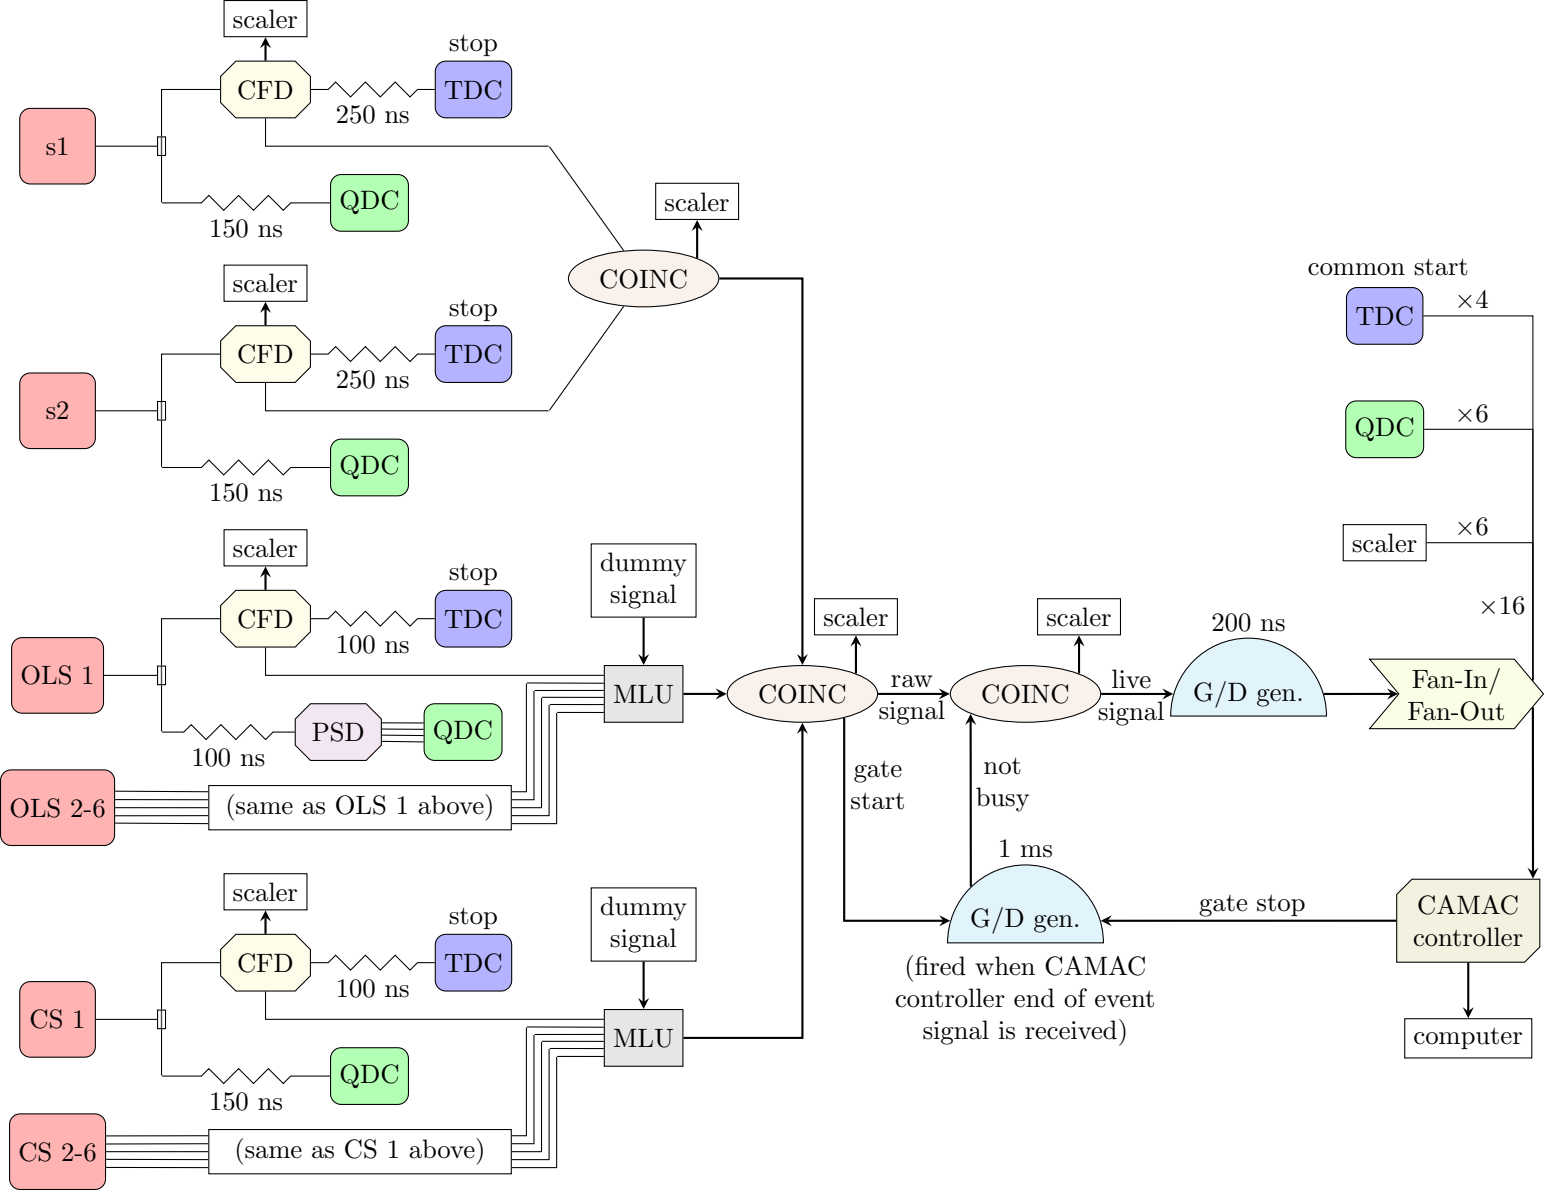 scaler
stop
CFD
TDC
250 ns
s1
QDC
150 ns
scaler
COINC
scaler
stop
CFD
TDC
250 ns
s2
QDC
150 ns
common start
TDC
×4
QDC
×6
scaler
×6
×16
scaler
stop
CFD
TDC
100 ns
OLS 1
PSD
QDC
100 ns
OLS 2-6
(same as OLS 1 above)
dummy
signal
MLU
scaler
COINC
raw
signal
scaler
COINC
live
signal
200 ns
G/D gen.
Fan-In/
Fan-Out
gate
start
not
busy
1 ms
G/D gen.
(fired when CAMAC
controller end of event
signal is received)
gate stop
CAMAC
controller
computer
scaler
stop
CFD
TDC
100 ns
CS 1
QDC
150 ns
CS 2-6
(same as CS 1 above)
dummy
signal
MLU